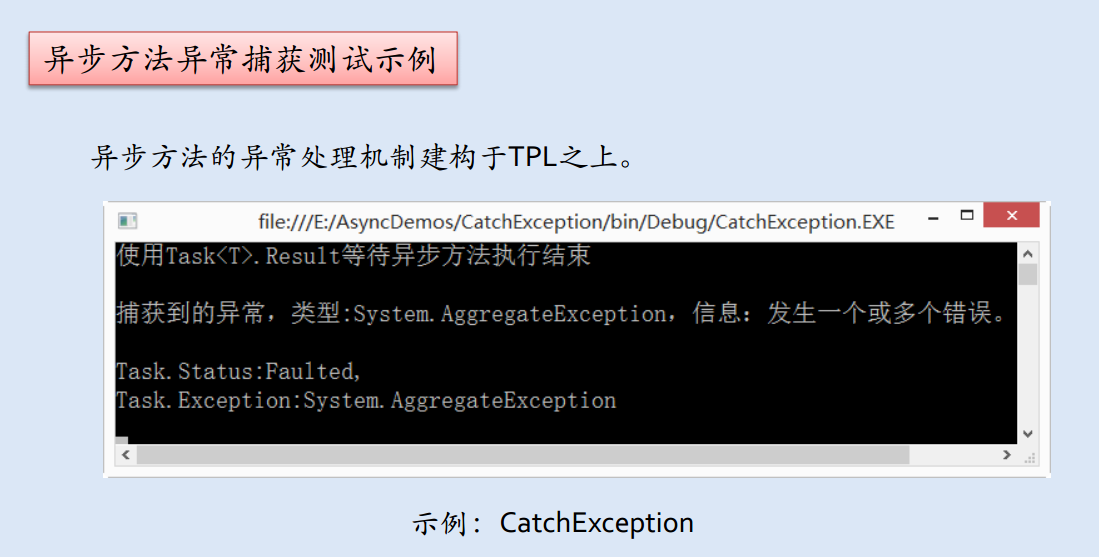 异步方法异常捕获测试示例
异步方法的异常处理机制建构于TPL之上。
file:///E:/AsyncDemos/CatchException/bin/Debug/CatchException.EXE
使用Task<T>.Result等待异步方法执行结束
捕获到的异常，类型:System.AggregateException，信息：发生一个或多个错误。
Task.Status:Faulted,
Task.Exception:System.AggregateException
示例：CatchException